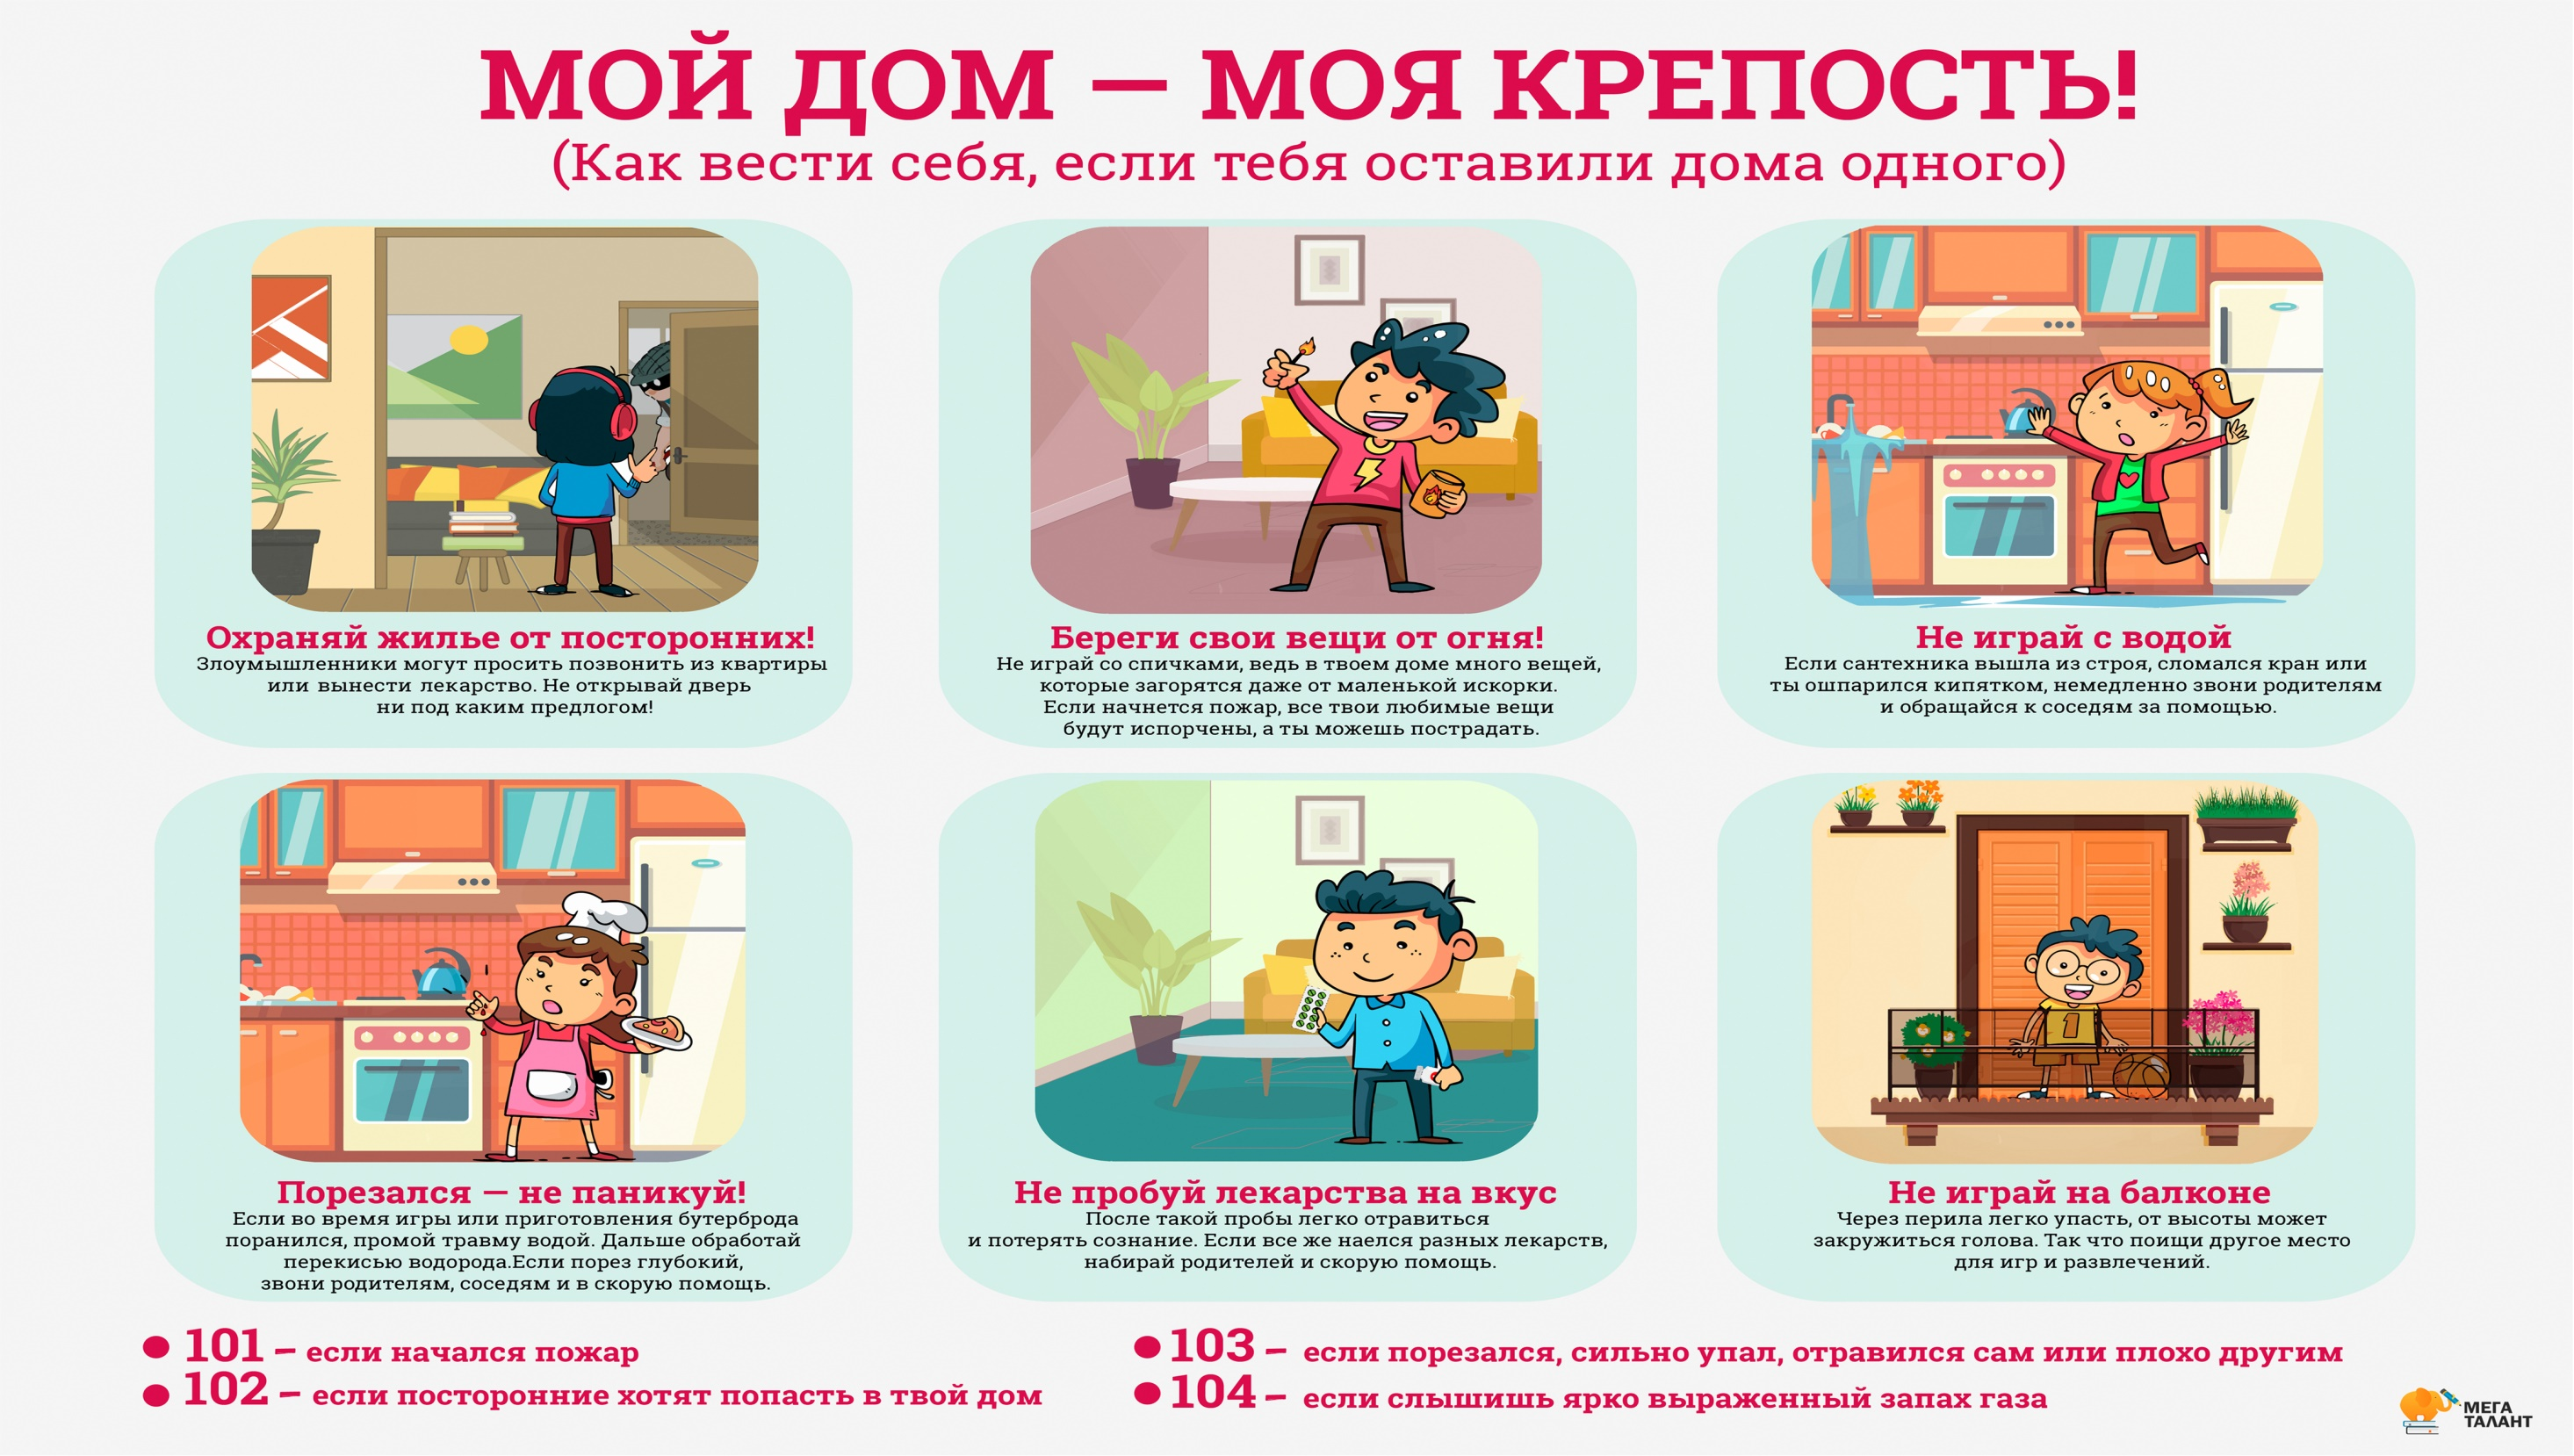 МОЙ ДОМ — МОЯ КРЕПОСТЬ!
(Как вести себя, если тебя оставили дома одного)
Охраняй жилье от посторонних!
Злоумышленники могут просить позвонить из квартиры
или вынести лекарство. Не открывай дверь
ни под каким предлогом!
Береги свои вещи от огня!
Не играй со спичками, ведь в твоем доме много вещей,
которые загорятся даже от маленькой искорки.
Если начнется пожар, все твои любимые вещи
будут испорчены, а ты можешь пострадать.
Не играй с водой
Если сантехника вышла из строя, сломался кран или
ты ошпарился кипятком, немедленно звони родителям
и обращайся к соседям за помощью.
Порезался — не паникуй!
Если во время игры или приготовления бутерброда
поранился, промой травму водой. Дальше обработай
перекисью водорода.Если порез глубокий,
звони родителям, соседям и в скорую помощь.
Не пробуй лекарства на вкус
После такой пробы легко отравиться
и потерять сознание. Если все же наелся разных лекарств,
набирай родителей и скорую помощь.
1
Не играй на балконе
Через перила легко упасть, от высоты может
закружиться голова. Так что поищи другое место
для игр и развлечений.
101 – если начался пожар
102 – если посторонние хотят попасть в твой дом
103 – если порезался, сильно упал, отравился сам или плохо другим
104 – если слышишь ярко выраженный запах газа
МЕГА
ТАЛАНТ